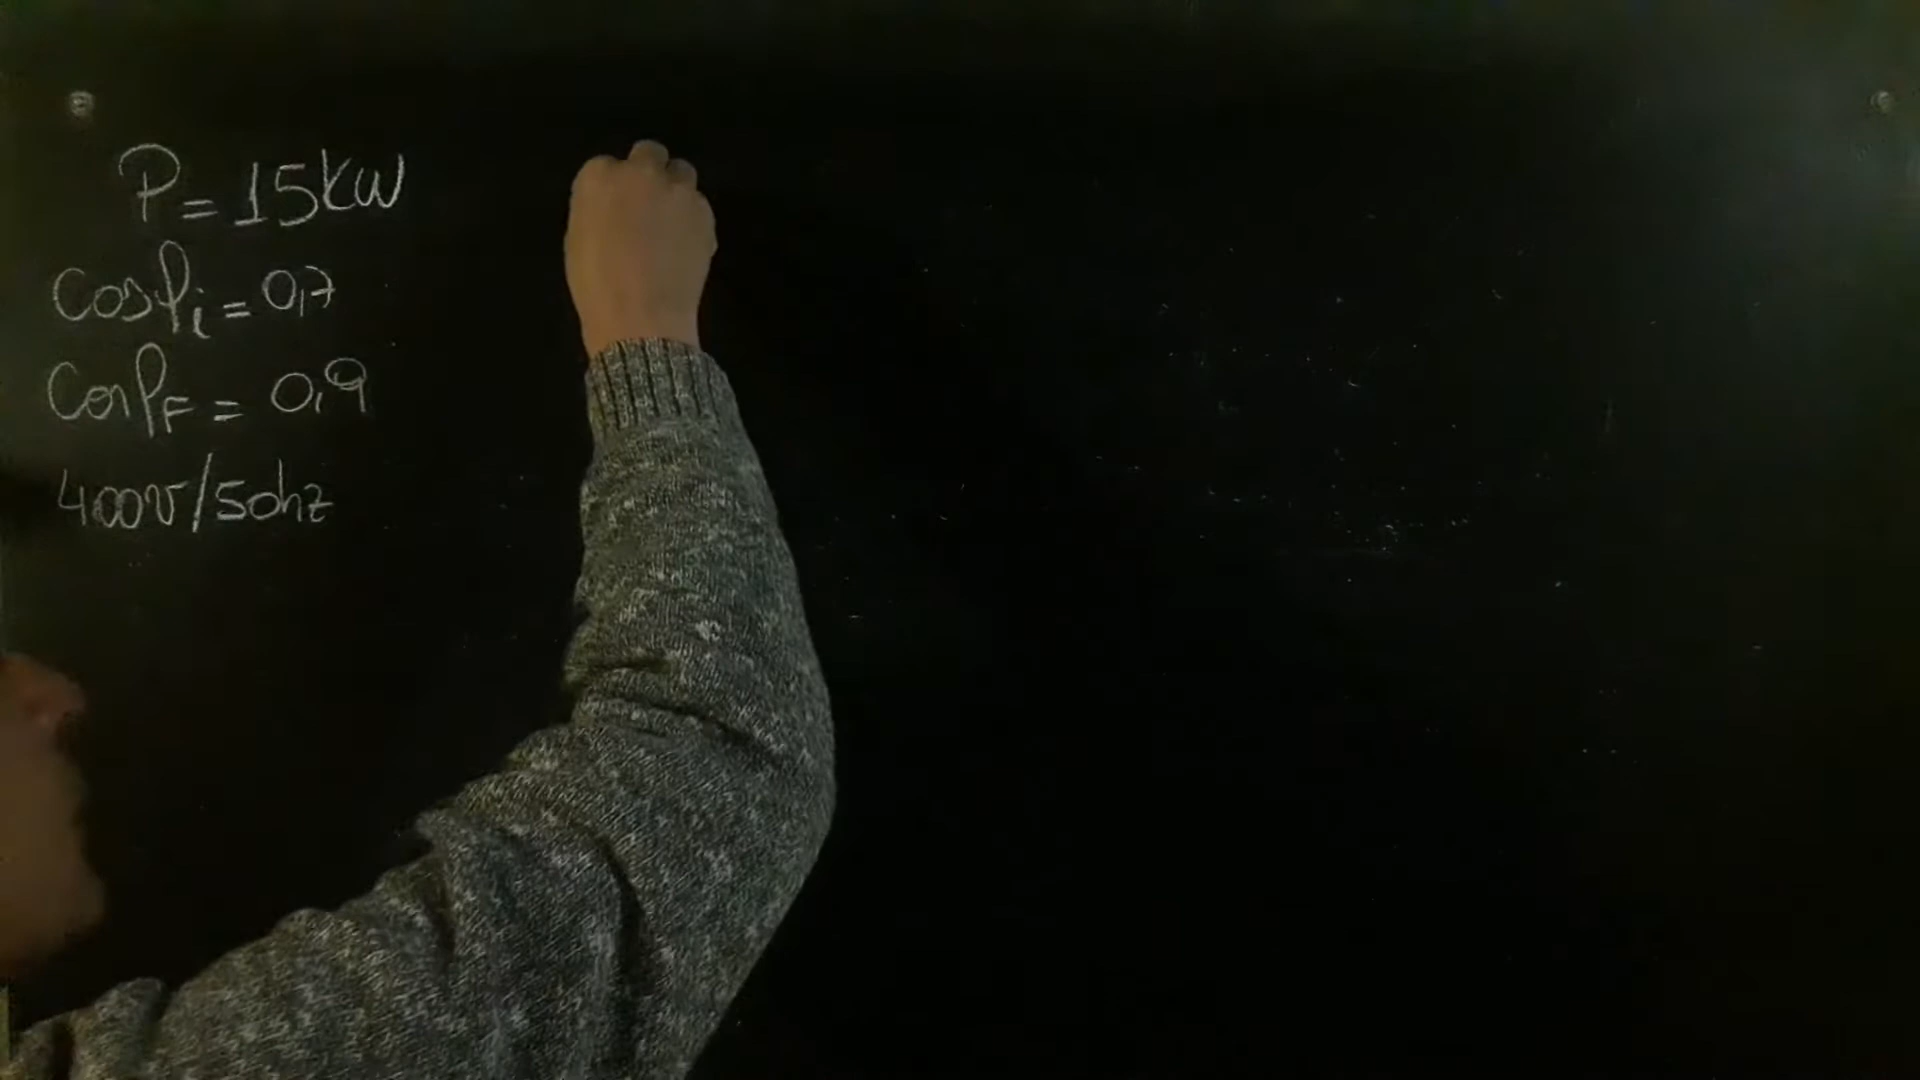 P = 15kW
cosφi = 0,7
cosφF = 0,9
400V/50hz